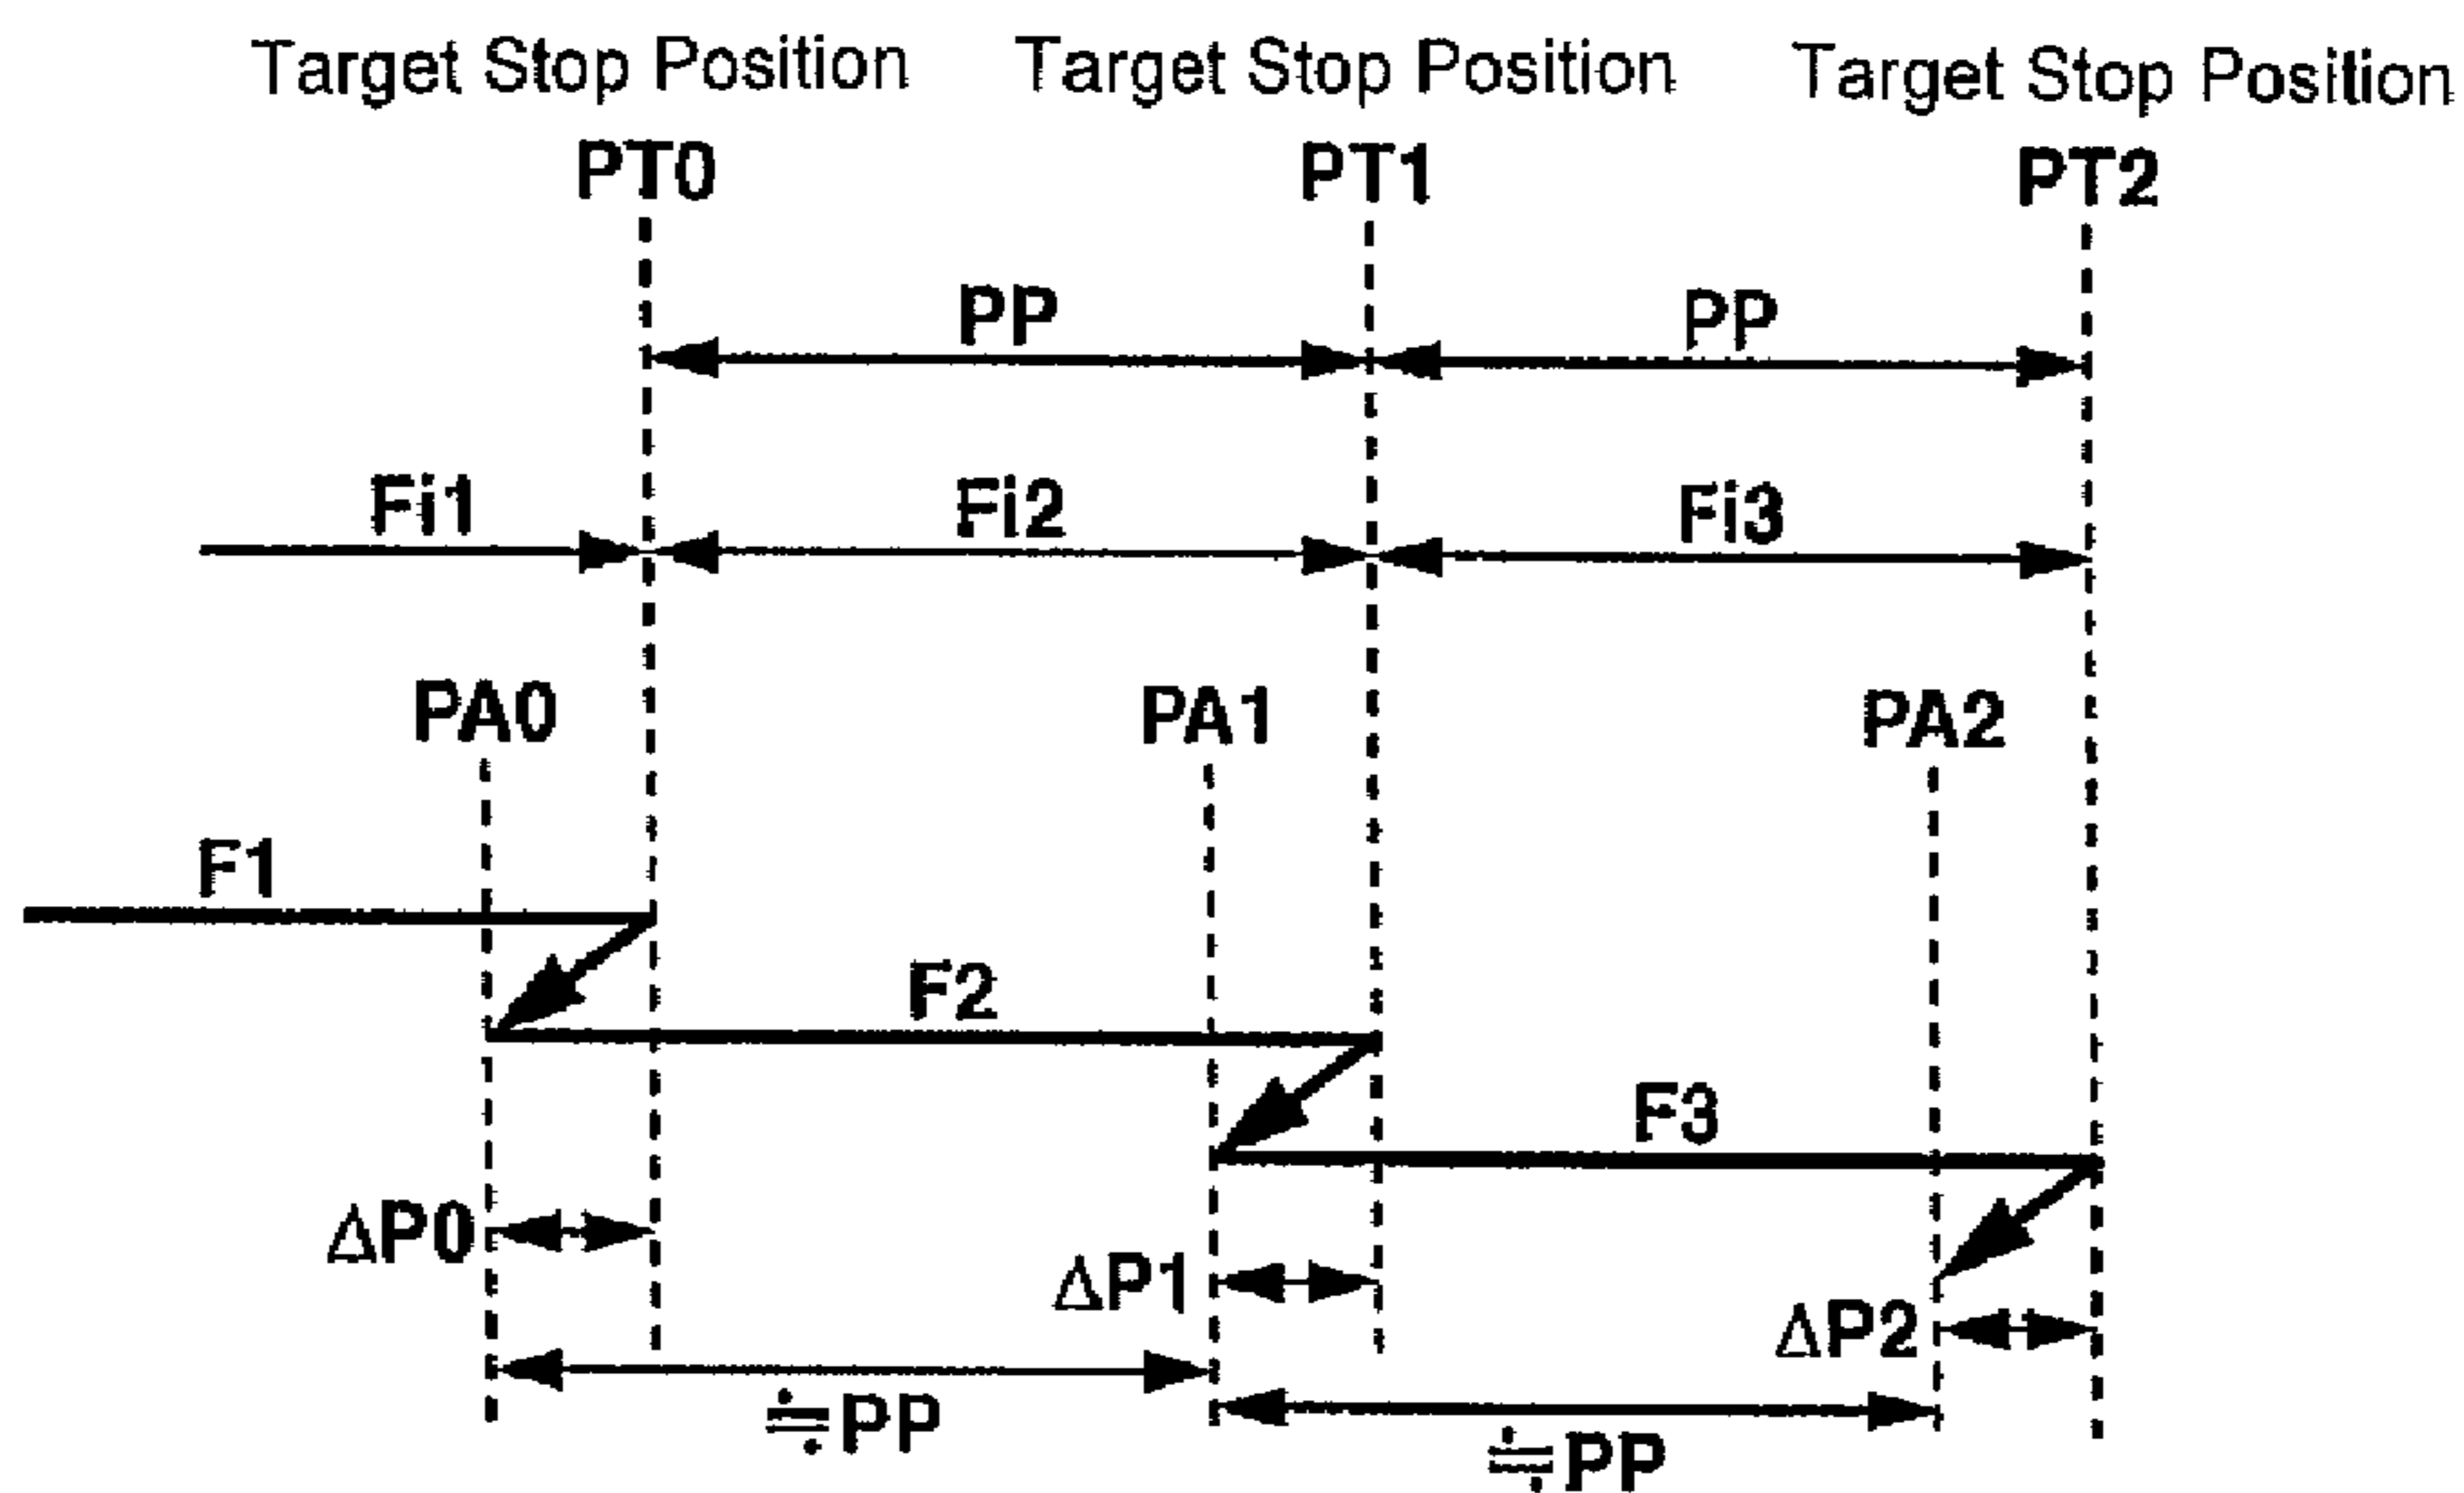 Target Stop Position Target Stop Position Target Stop Position
PT0 PT1 PT2
PP PP
Fi1 Fi2 Fi3
PA0 PA1 PA2
F1
F2
F3
ΔP0
ΔP1
ΔP2
≒PP
≒PP